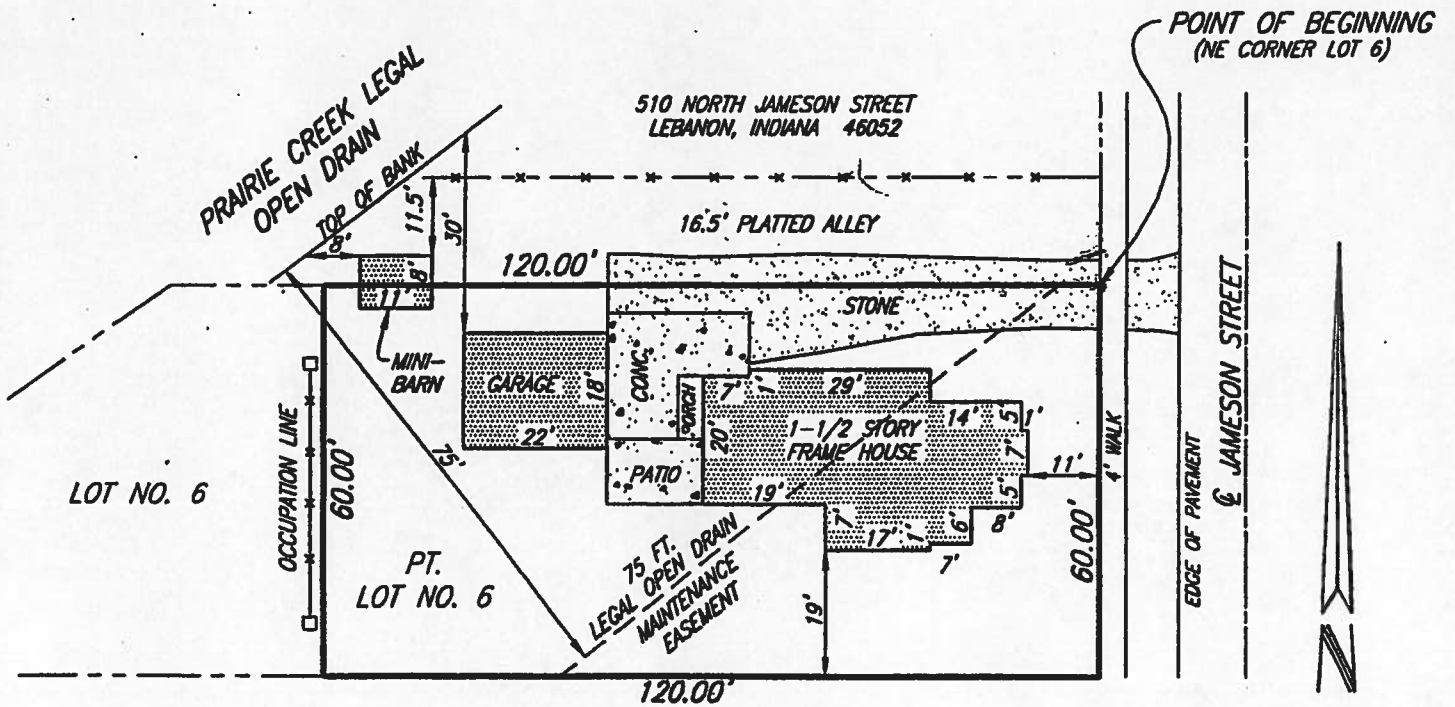 POINT OF BEGINNING
(NE CORNER LOT 6)
510 NORTH JAMESON STREET
LEBANON, INDIANA 46052
PRAIRIE CREEK LEGAL
OPEN DRAIN
TOP OF BANK
8'
11.5'
30'
16.5' PLATTED ALLEY
120.00'
8'
11'
STONE
MINI-
BARN
GARAGE
18'
22'
CONC.
PORCH
PATIO
7'
1'
29'
20'
1-1/2 STORY
FRAME HOUSE
14'
5'
1'
7'
11'
5'
8'
6'
7'
1'
17'
7'
19'
19'
75'
OCCUPATION LINE
60.00'
LOT NO. 6
PT.
LOT NO. 6
75 FT.
LEGAL OPEN DRAIN
MAINTENANCE
EASEMENT
120.00'
60.00'
4' WALK
EDGE OF PAVEMENT
℄ JAMESON STREET
N